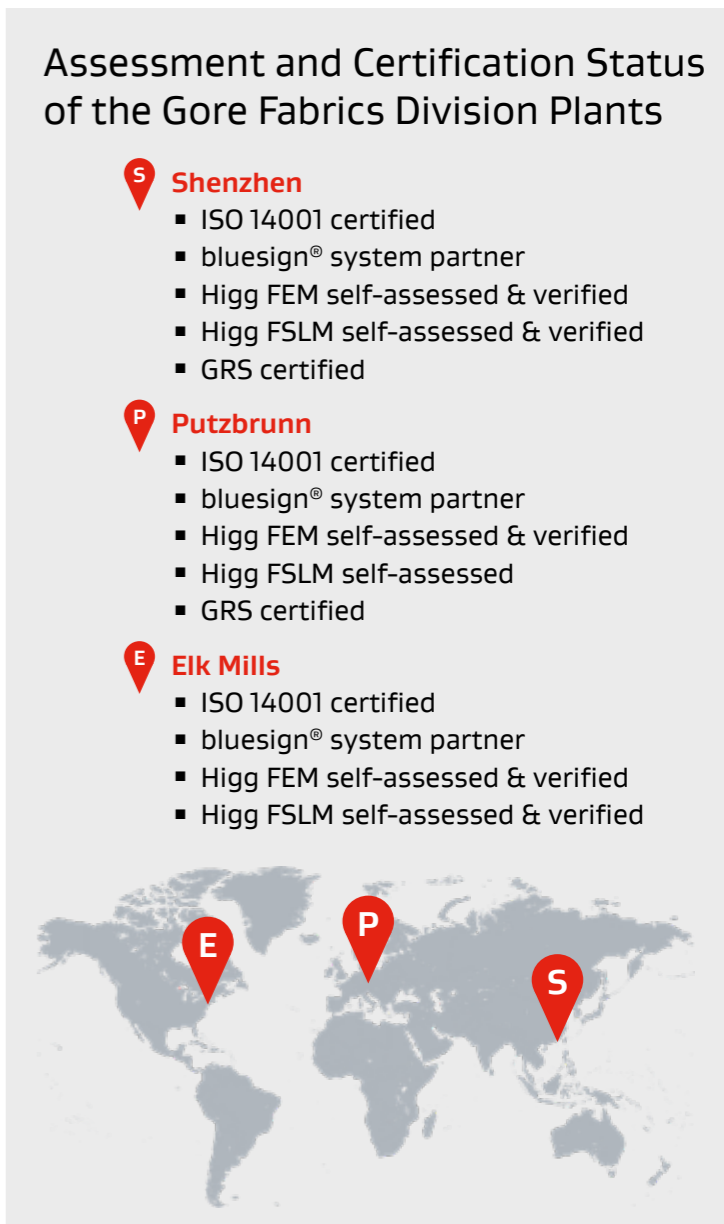 Assessment and Certification Status
of the Gore Fabrics Division Plants
S
Shenzhen
▪ ISO 14001 certified
▪ bluesign® system partner
▪ Higg FEM self-assessed & verified
▪ Higg FSLM self-assessed & verified
▪ GRS certified
P
Putzbrunn
▪ ISO 14001 certified
▪ bluesign® system partner
▪ Higg FEM self-assessed & verified
▪ Higg FSLM self-assessed
▪ GRS certified
E
Elk Mills
▪ ISO 14001 certified
▪ bluesign® system partner
▪ Higg FEM self-assessed & verified
▪ Higg FSLM self-assessed & verified
E
P
S